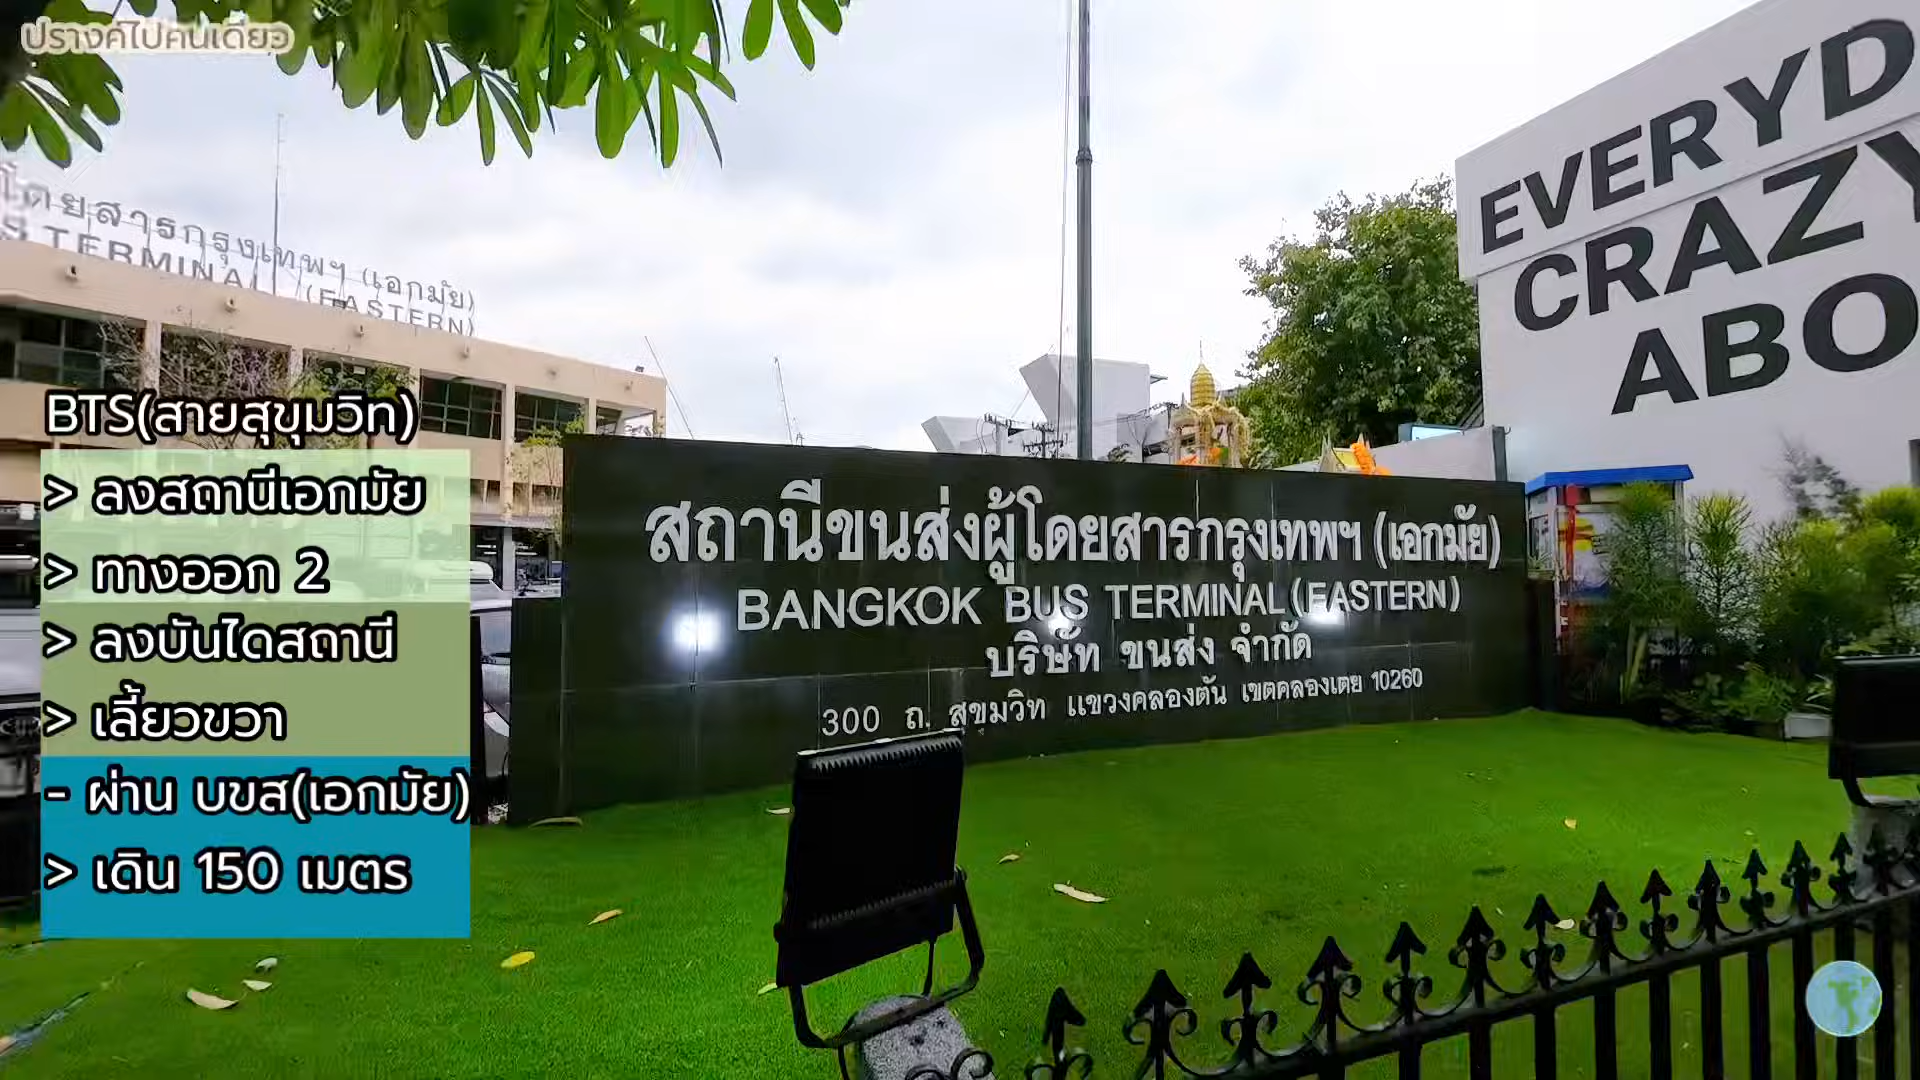 ปรางค์ไปคนเดียว
โดยสารกรุงเทพฯ (เอกมัย)
TERMINAL (EASTERN)
EVERYD
CRAZY
ABO
BTS(สายสุขุมวิท)
> ลงสถานีเอกมัย
> ทางออก 2
> ลงบันไดสถานี
> เลี้ยวขวา
- ผ่าน บขส(เอกมัย)
> เดิน 150 เมตร
สถานีขนส่งผู้โดยสารกรุงเทพฯ (เอกมัย)
BANGKOK BUS TERMINAL (EASTERN)
บริษัท ขนส่ง จำกัด
300 ถ. สุขุมวิท แขวงคลองตัน เขตคลองเตย 10260